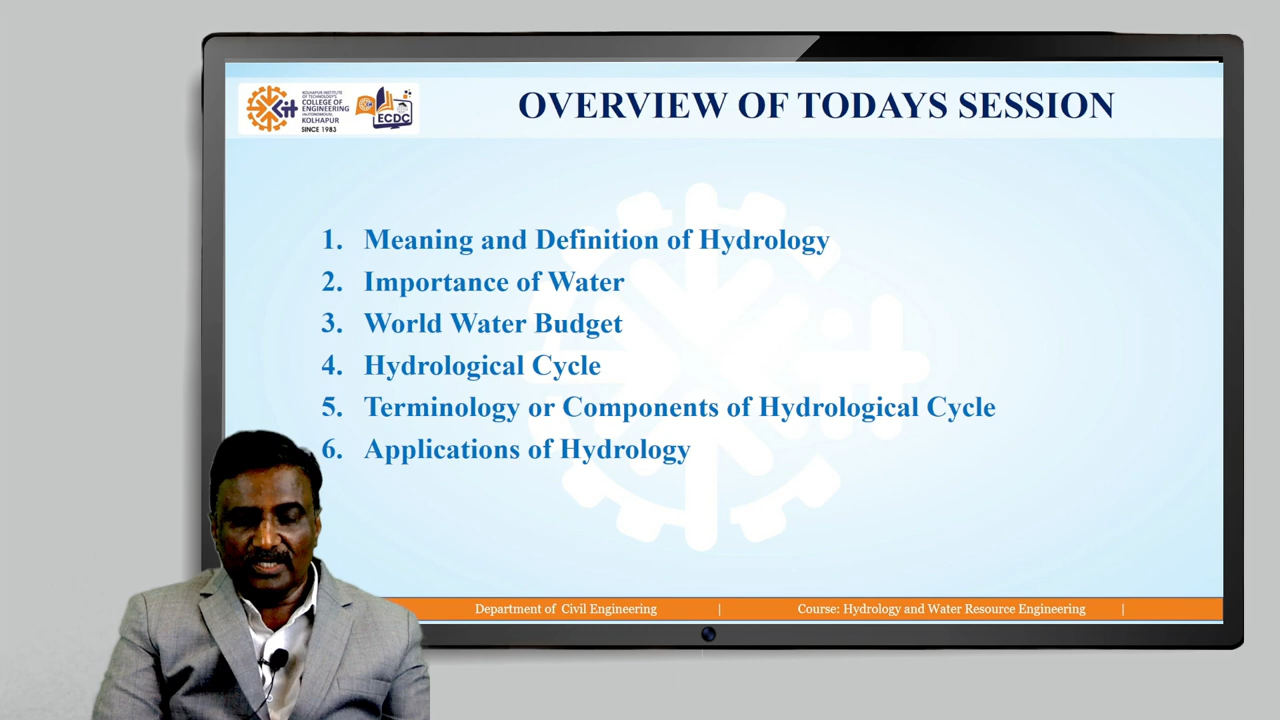 KOLHAPUR INSTITUTE
OF TECHNOLOGY'S
COLLEGE OF
ENGINEERING
(AUTONOMOUS)
KOLHAPUR
SINCE 1983
ECDC
OVERVIEW OF TODAYS SESSION
1. Meaning and Definition of Hydrology
2. Importance of Water
3. World Water Budget
4. Hydrological Cycle
5. Terminology or Components of Hydrological Cycle
6. Applications of Hydrology
Department of Civil Engineering | Course: Hydrology and Water Resource Engineering |